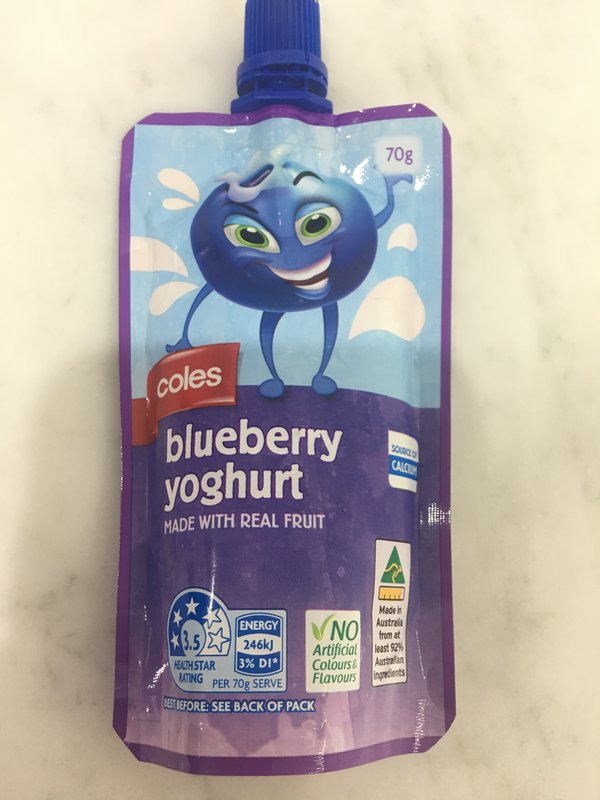 70g
coles
blueberry
yoghurt
MADE WITH REAL FRUIT
SOURCE OF
CALCIUM
Made in
Australia
from at
least 92%
Australian
ingredients
3.5
HEALTH STAR
RATING
ENERGY
246kJ
3% DI*
PER 70g SERVE
NO
Artificial
Colours &
Flavours
BEST BEFORE: SEE BACK OF PACK